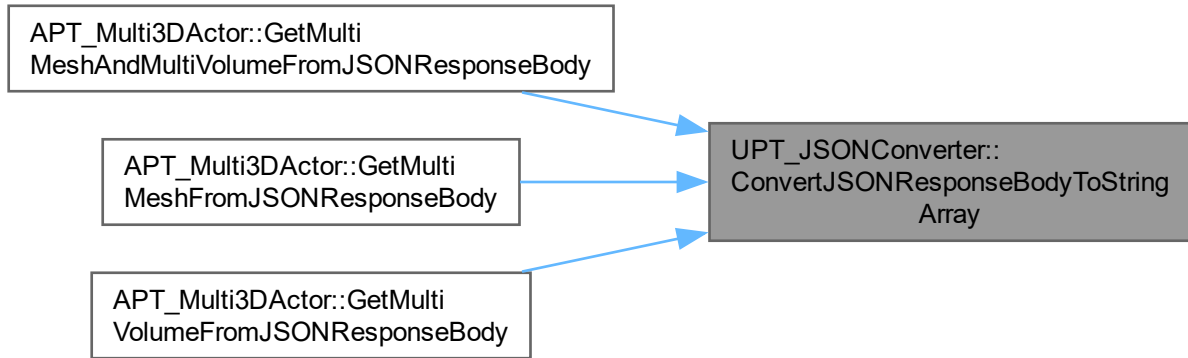 APT_Multi3DActor::GetMulti
MeshAndMultiVolumeFromJSONResponseBody
APT_Multi3DActor::GetMulti
MeshFromJSONResponseBody
APT_Multi3DActor::GetMulti
VolumeFromJSONResponseBody
UPT_JSONConverter::
ConvertJSONResponseBodyToString
Array